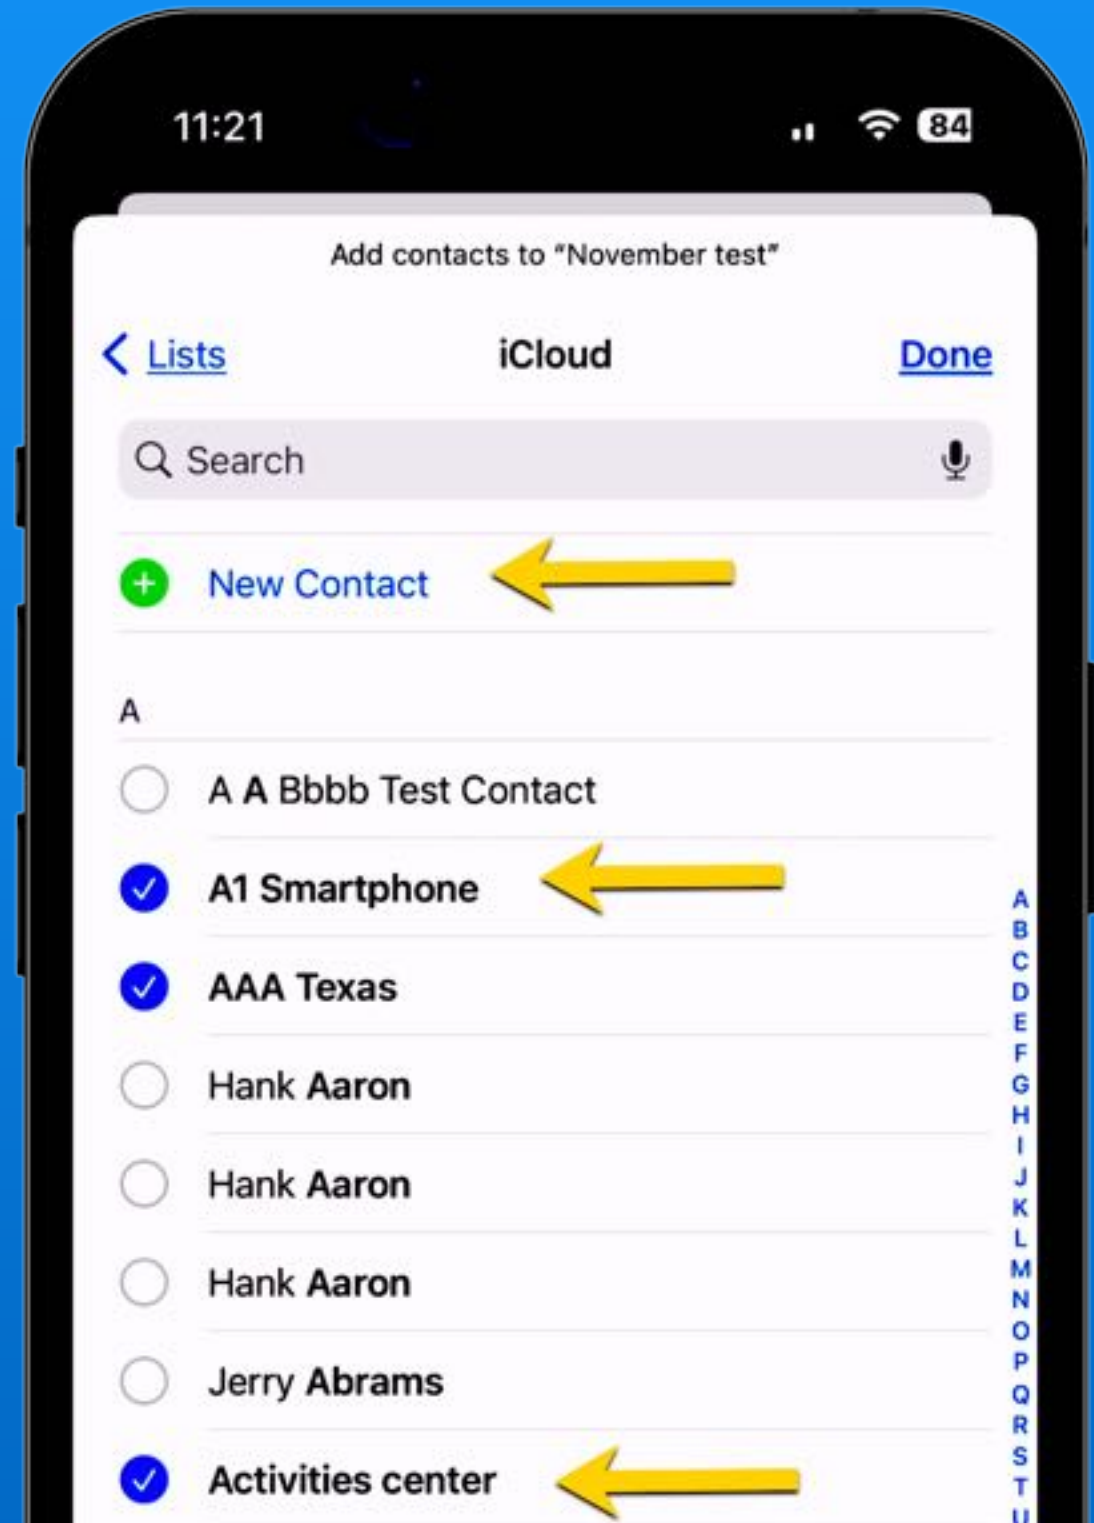 11:21
84
Add contacts to “November test”
Lists
iCloud
Done
Search
New Contact
A
A A Bbbb Test Contact
A1 Smartphone
AAA Texas
Hank Aaron
Hank Aaron
Hank Aaron
Jerry Abrams
Activities center
A
B
C
D
E
F
G
H
I
J
K
L
M
N
O
P
Q
R
S
T
U